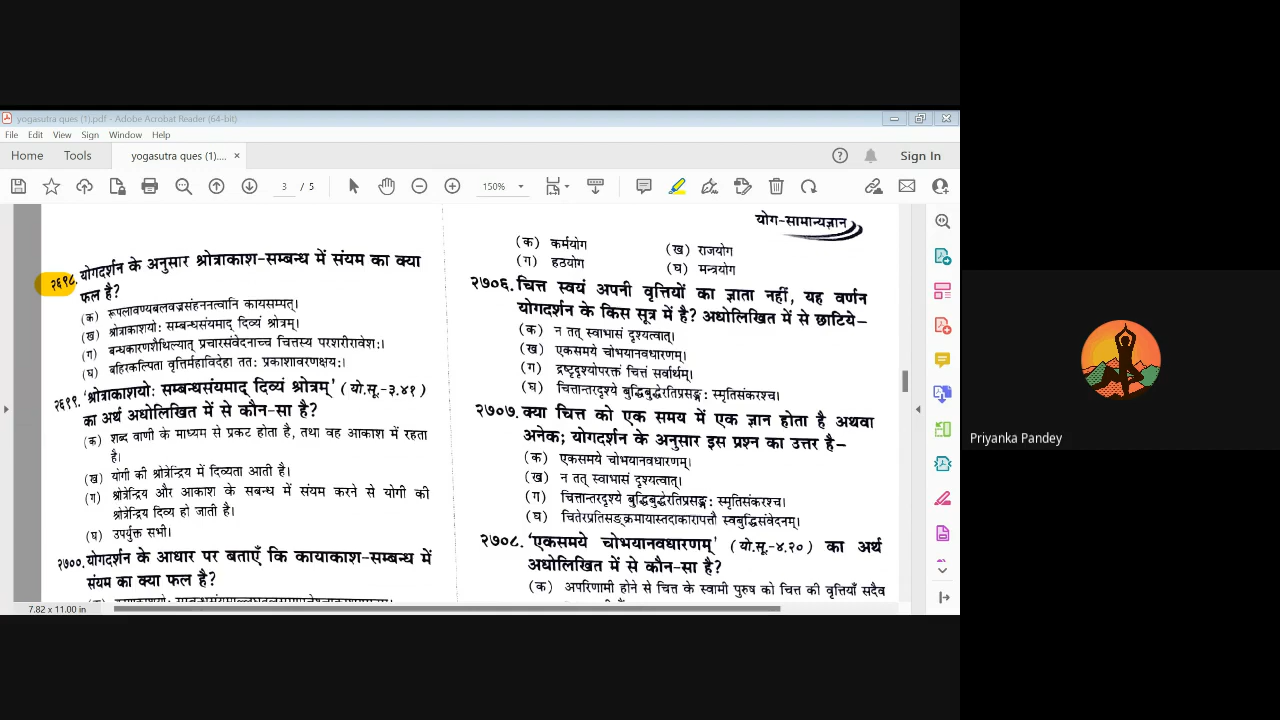 yogasutra ques (1).pdf - Adobe Acrobat Reader (64-bit)
File Edit View Sign Window Help
Home Tools yogasutra ques (1).... × Sign In
3 / 5 150%
२६९८. योगदर्शन के अनुसार श्रोत्राकाश-सम्बन्ध में संयम का क्या
फल है?
(क) रूपलावण्यबलवज्रसंहननत्वानि कायसम्पत्।
(ख) श्रोत्राकाशयोः सम्बन्धसंयमाद् दिव्यं श्रोत्रम्।
(ग) बन्धकारणशैथिल्यात् प्रचारसंवेदनाच्च चित्तस्य परशरीरावेशः।
(घ) बहिरकल्पिता वृत्तिर्महाविदेहा ततः प्रकाशावरणक्षयः।
२६९९. 'श्रोत्राकाशयोः सम्बन्धसंयमाद् दिव्यं श्रोत्रम्' (यो.सू.-३.४१)
का अर्थ अधोलिखित में से कौन-सा है?
(क) शब्द वाणी के माध्यम से प्रकट होता है, तथा वह आकाश में रहता
है।
(ख) योगी की श्रोत्रेन्द्रिय में दिव्यता आती है।
(ग) श्रोत्रेन्द्रिय और आकाश के सबन्ध में संयम करने से योगी की
श्रोत्रेन्द्रिय दिव्य हो जाती है।
(घ) उपर्युक्त सभी।
२७००. योगदर्शन के आधार पर बताएँ कि कायाकाश-सम्बन्ध में
संयम का क्या फल है?
योग-सामान्यज्ञान
(क) कर्मयोग (ख) राजयोग
(ग) हठयोग (घ) मन्त्रयोग
२७०६. चित्त स्वयं अपनी वृत्तियों का ज्ञाता नहीं, यह वर्णन
योगदर्शन के किस सूत्र में है? अधोलिखित में से छाटिये–
(क) न तत् स्वाभासं दृश्यत्वात्।
(ख) एकसमये चोभयानवधारणम्।
(ग) द्रष्टृदृश्योपरक्तं चित्तं सर्वार्थम्।
(घ) चित्तान्तरदृश्ये बुद्धिबुद्धेरतिप्रसङ्गः स्मृतिसंकरश्च।
२७०७. क्या चित्त को एक समय में एक ज्ञान होता है अथवा
अनेक; योगदर्शन के अनुसार इस प्रश्न का उत्तर है–
(क) एकसमये चोभयानवधारणम्।
(ख) न तत् स्वाभासं दृश्यत्वात्।
(ग) चित्तान्तरदृश्ये बुद्धिबुद्धेरतिप्रसङ्गः स्मृतिसंकरश्च।
(घ) चितेरप्रतिसङ्क्रमायास्तदाकारापत्तौ स्वबुद्धिसंवेदनम्।
२७०८. 'एकसमये चोभयानवधारणम्' (यो.सू.-४.२०) का अर्थ
अधोलिखित में से कौन-सा है?
(क) अपरिणामी होने से चित्त के स्वामी पुरुष को चित्त की वृत्तियाँ सदैव
7.82 x 11.00 in
Priyanka Pandey